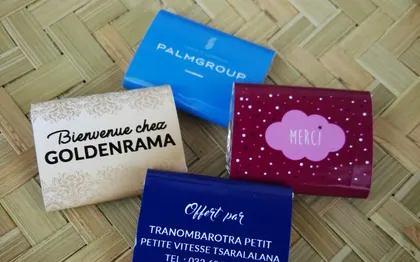 PALMGROUP
Bienvenue chez
GOLDENRAMA
MERCI
Offert par
TRANOMBAROTRA PETIT
PETITE VITESSE TSARALALANA